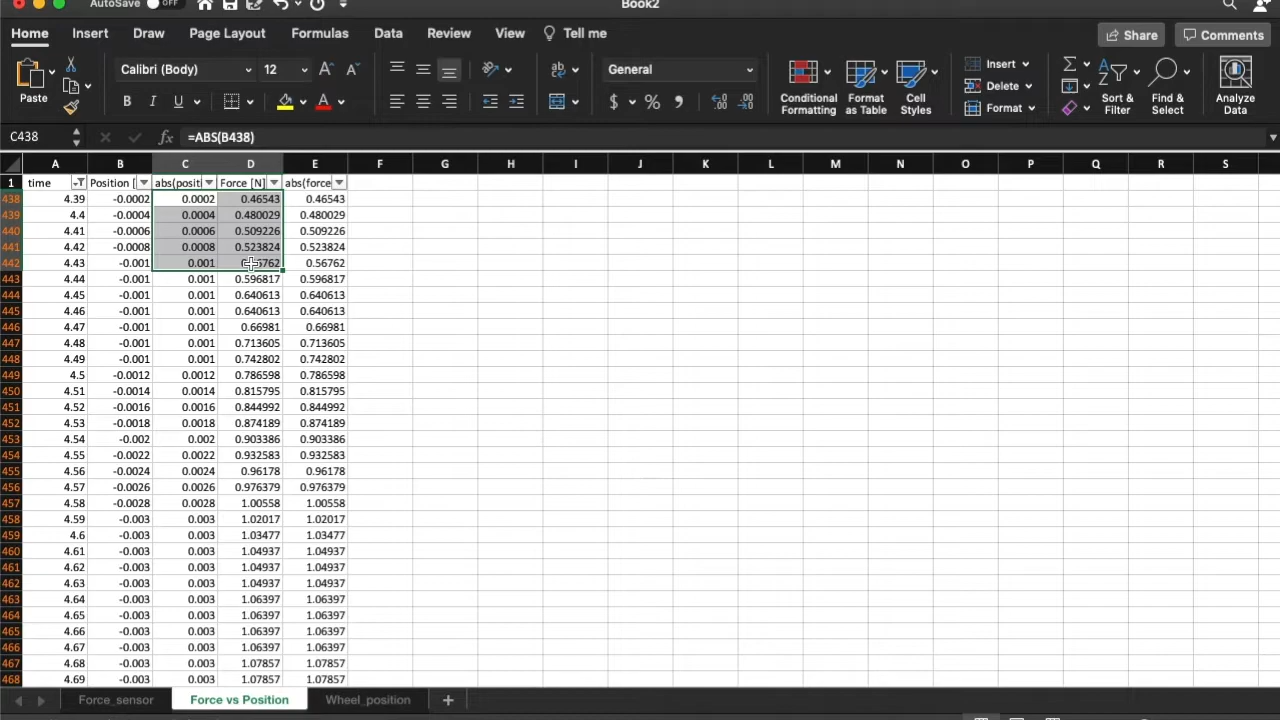 AutoSave OFF Book2
Home Insert Draw Page Layout Formulas Data Review View Tell me Share Comments
Paste Calibri (Body) 12 A A ab General Insert Delete Format Σ
B I U A $ % Conditional Formatting Format as Table Cell Styles Sort & Filter Find & Select Analyze Data
C438 fx =ABS(B438)
A B C D E F G H I J K L M N O P Q R S
1 time Position [ abs(posit Force [N] abs(force
438 4.39 -0.0002 0.0002 0.46543 0.46543
439 4.4 -0.0004 0.0004 0.480029 0.480029
440 4.41 -0.0006 0.0006 0.509226 0.509226
441 4.42 -0.0008 0.0008 0.523824 0.523824
442 4.43 -0.001 0.001 0.56762
443 4.44 -0.001 0.001 0.596817 0.596817
444 4.45 -0.001 0.001 0.640613 0.640613
445 4.46 -0.001 0.001 0.640613 0.640613
446 4.47 -0.001 0.001 0.66981 0.66981
447 4.48 -0.001 0.001 0.713605 0.713605
448 4.49 -0.001 0.001 0.742802 0.742802
449 4.5 -0.0012 0.0012 0.786598 0.786598
450 4.51 -0.0014 0.0014 0.815795 0.815795
451 4.52 -0.0016 0.0016 0.844992 0.844992
452 4.53 -0.0018 0.0018 0.874189 0.874189
453 4.54 -0.002 0.002 0.903386 0.903386
454 4.55 -0.0022 0.0022 0.932583 0.932583
455 4.56 -0.0024 0.0024 0.96178 0.96178
456 4.57 -0.0026 0.0026 0.976379 0.976379
457 4.58 -0.0028 0.0028 1.00558 1.00558
458 4.59 -0.003 0.003 1.02017 1.02017
459 4.6 -0.003 0.003 1.03477 1.03477
460 4.61 -0.003 0.003 1.04937 1.04937
461 4.62 -0.003 0.003 1.04937 1.04937
462 4.63 -0.003 0.003 1.04937 1.04937
463 4.64 -0.003 0.003 1.06397 1.06397
464 4.65 -0.003 0.003 1.06397 1.06397
465 4.66 -0.003 0.003 1.06397 1.06397
466 4.67 -0.003 0.003 1.06397 1.06397
467 4.68 -0.003 0.003 1.07857 1.07857
468 4.69 -0.003 0.003 1.07857 1.07857
Force_sensor Force vs Position Wheel_position